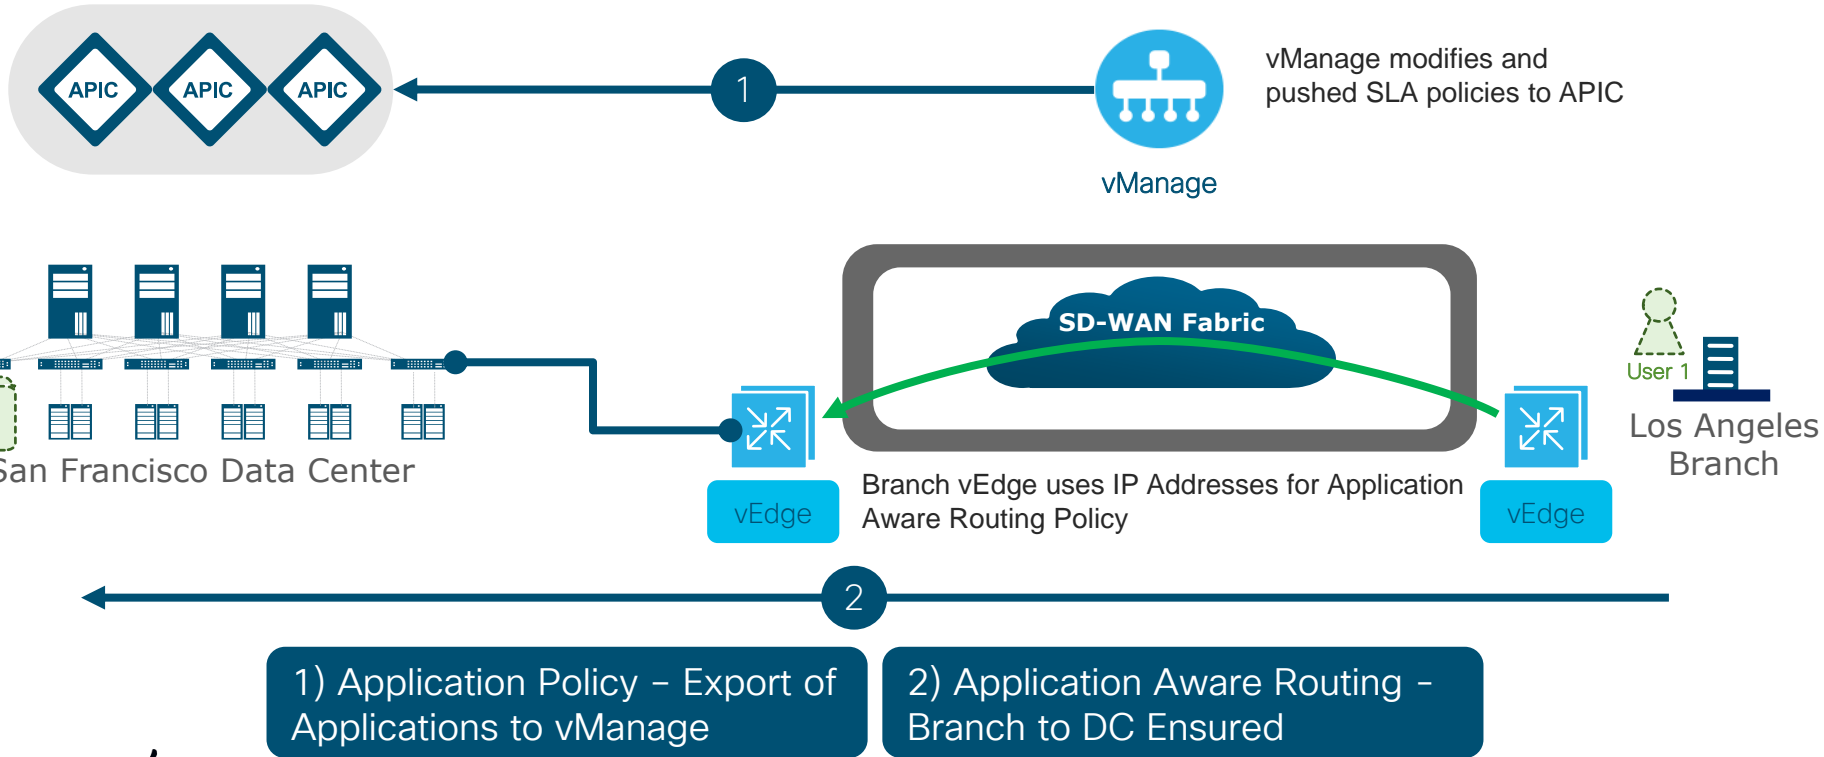 APIC
APIC
APIC
1
vManage modifies and
pushed SLA policies to APIC
vManage
SD-WAN Fabric
User 1
Los Angeles
Branch
San Francisco Data Center
vEdge
Branch vEdge uses IP Addresses for Application
Aware Routing Policy
vEdge
2
1) Application Policy – Export of
Applications to vManage
2) Application Aware Routing -
Branch to DC Ensured